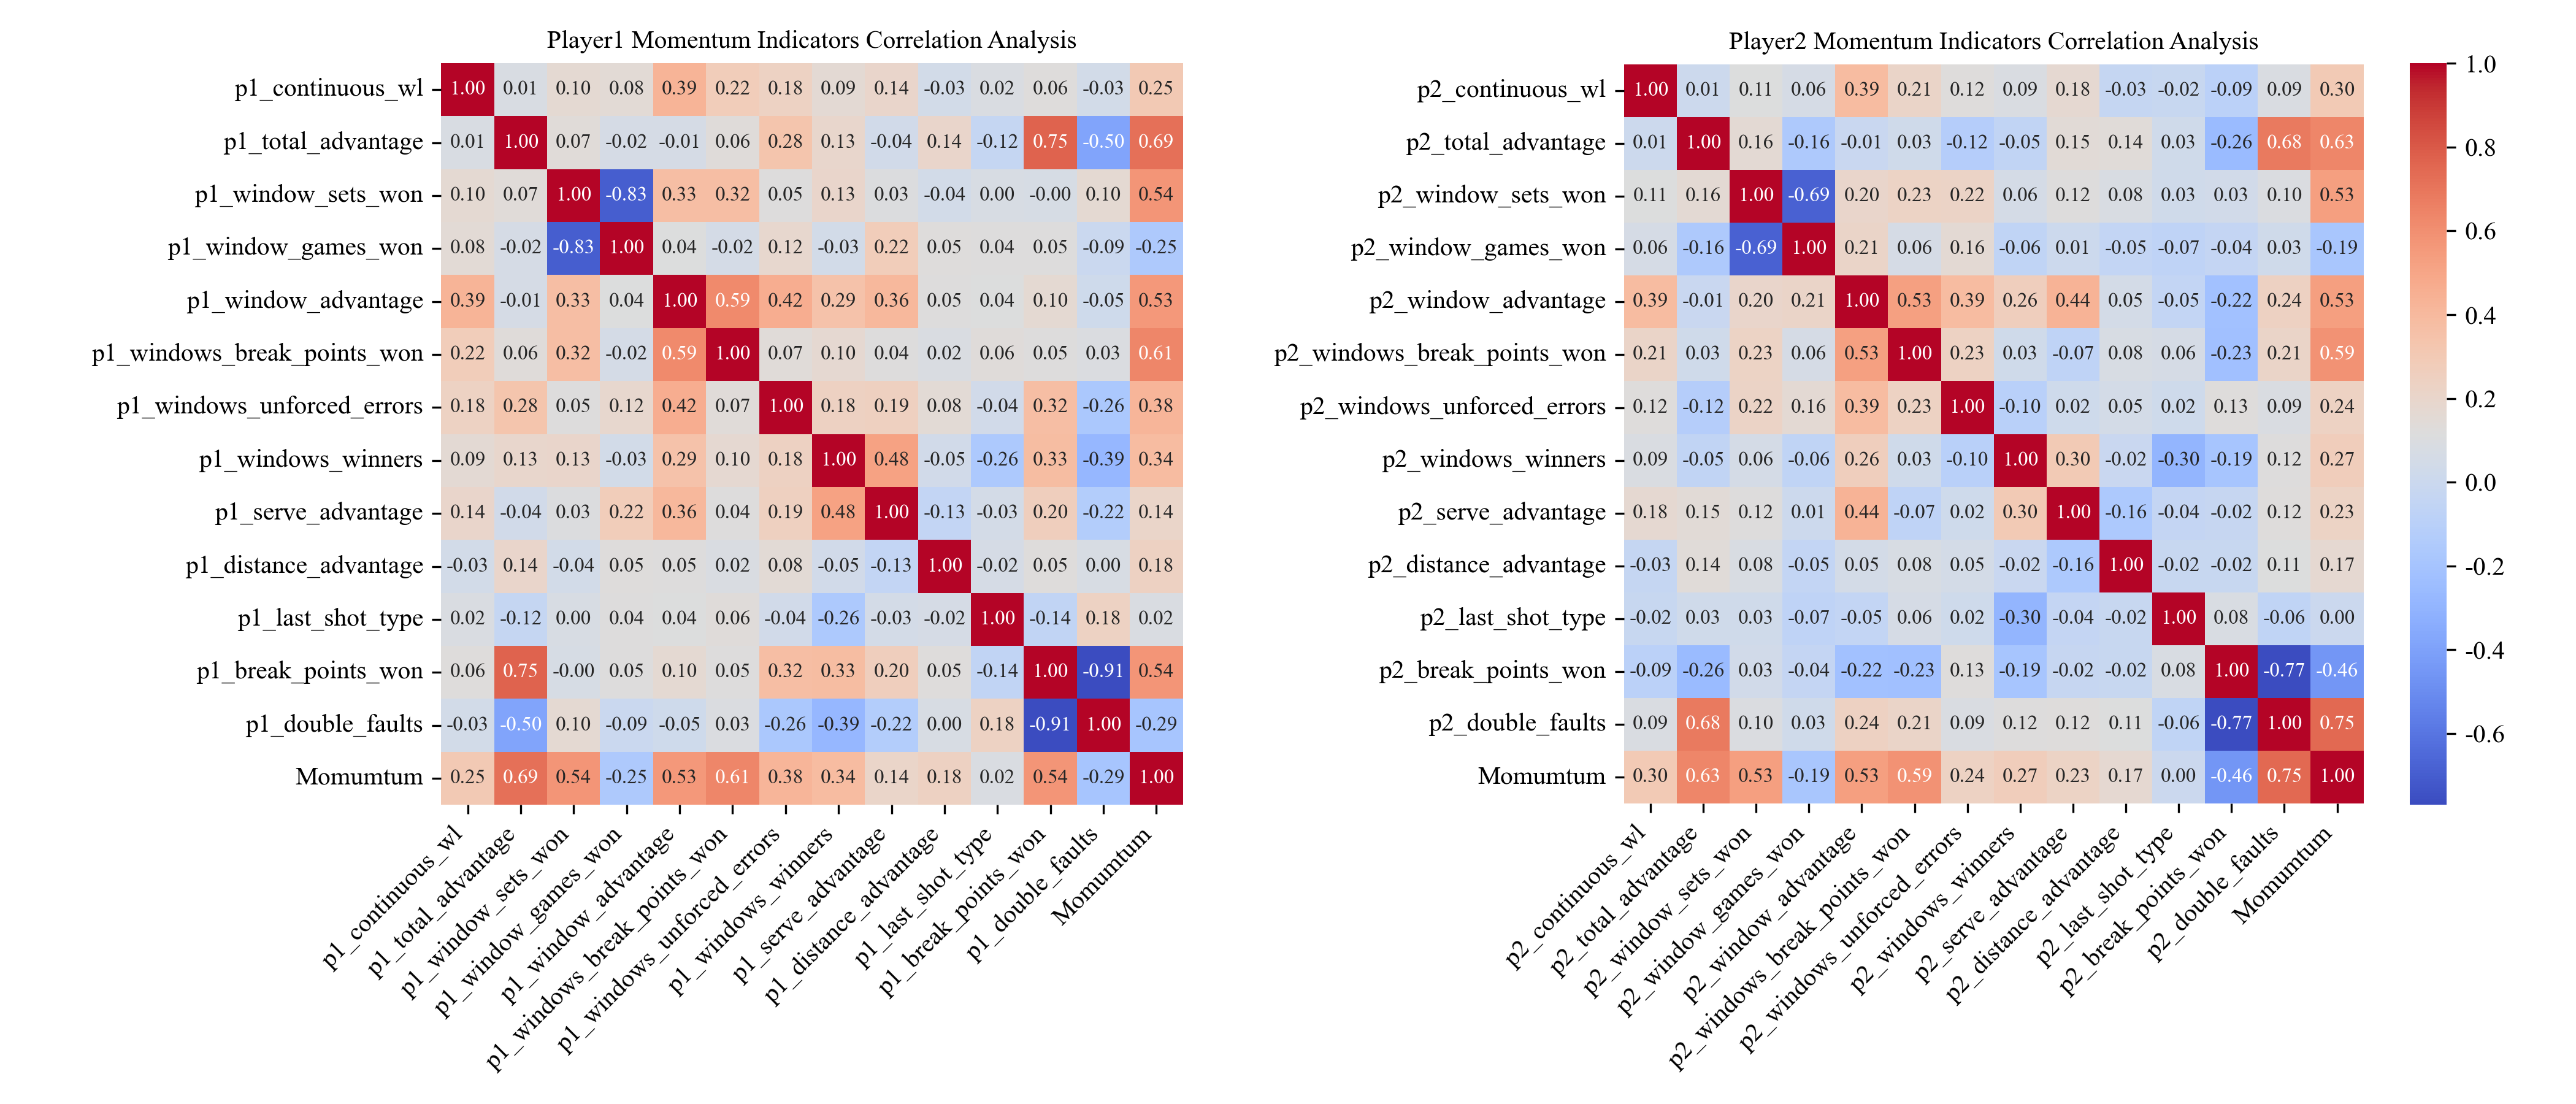 Player1 Momentum Indicators Correlation Analysis
p1_continuous_wl 1.00 0.01 0.10 0.08 0.39 0.22 0.18 0.09 0.14 -0.03 0.02 0.06 -0.03 0.25
p1_total_advantage 0.01 1.00 0.07 -0.02 -0.01 0.06 0.28 0.13 -0.04 0.14 -0.12 0.75 -0.50 0.69
p1_window_sets_won 0.10 0.07 1.00 -0.83 0.33 0.32 0.05 0.13 0.03 -0.04 0.00 -0.00 0.10 0.54
p1_window_games_won 0.08 -0.02 -0.83 1.00 0.04 -0.02 0.12 -0.03 0.22 0.05 0.04 0.05 -0.09 -0.25
p1_window_advantage 0.39 -0.01 0.33 0.04 1.00 0.59 0.42 0.29 0.36 0.05 0.04 0.10 -0.05 0.53
p1_windows_break_points_won 0.22 0.06 0.32 -0.02 0.59 1.00 0.07 0.10 0.04 0.02 0.06 0.05 0.03 0.61
p1_windows_unforced_errors 0.18 0.28 0.05 0.12 0.42 0.07 1.00 0.18 0.19 0.08 -0.04 0.32 -0.26 0.38
p1_windows_winners 0.09 0.13 0.13 -0.03 0.29 0.10 0.18 1.00 0.48 -0.05 -0.26 0.33 -0.39 0.34
p1_serve_advantage 0.14 -0.04 0.03 0.22 0.36 0.04 0.19 0.48 1.00 -0.13 -0.03 0.20 -0.22 0.14
p1_distance_advantage -0.03 0.14 -0.04 0.05 0.05 0.02 0.08 -0.05 -0.13 1.00 -0.02 0.05 0.00 0.18
p1_last_shot_type 0.02 -0.12 0.00 0.04 0.04 0.06 -0.04 -0.26 -0.03 -0.02 1.00 -0.14 0.18 0.02
p1_break_points_won 0.06 0.75 -0.00 0.05 0.10 0.05 0.32 0.33 0.20 0.05 -0.14 1.00 -0.91 0.54
p1_double_faults -0.03 -0.50 0.10 -0.09 -0.05 0.03 -0.26 -0.39 -0.22 0.00 0.18 -0.91 1.00 -0.29
Momumtum 0.25 0.69 0.54 -0.25 0.53 0.61 0.38 0.34 0.14 0.18 0.02 0.54 -0.29 1.00
p1_continuous_wl
p1_total_advantage
p1_window_sets_won
p1_window_games_won
p1_window_advantage
p1_windows_break_points_won
p1_windows_unforced_errors
p1_windows_winners
p1_serve_advantage
p1_distance_advantage
p1_last_shot_type
p1_break_points_won
p1_double_faults
Momumtum
Player2 Momentum Indicators Correlation Analysis
p2_continuous_wl 1.00 0.01 0.11 0.06 0.39 0.21 0.12 0.09 0.18 -0.03 -0.02 -0.09 0.09 0.30
p2_total_advantage 0.01 1.00 0.16 -0.16 -0.01 0.03 -0.12 -0.05 0.15 0.14 0.03 -0.26 0.68 0.63
p2_window_sets_won 0.11 0.16 1.00 -0.69 0.20 0.23 0.22 0.06 0.12 0.08 0.03 0.03 0.10 0.53
p2_window_games_won 0.06 -0.16 -0.69 1.00 0.21 0.06 0.16 -0.06 0.01 -0.05 -0.07 -0.04 0.03 -0.19
p2_window_advantage 0.39 -0.01 0.20 0.21 1.00 0.53 0.39 0.26 0.44 0.05 -0.05 -0.22 0.24 0.53
p2_windows_break_points_won 0.21 0.03 0.23 0.06 0.53 1.00 0.23 0.03 -0.07 0.08 0.06 -0.23 0.21 0.59
p2_windows_unforced_errors 0.12 -0.12 0.22 0.16 0.39 0.23 1.00 -0.10 0.02 0.05 0.02 0.13 0.09 0.24
p2_windows_winners 0.09 -0.05 0.06 -0.06 0.26 0.03 -0.10 1.00 0.30 -0.02 -0.30 -0.19 0.12 0.27
p2_serve_advantage 0.18 0.15 0.12 0.01 0.44 -0.07 0.02 0.30 1.00 -0.16 -0.04 -0.02 0.12 0.23
p2_distance_advantage -0.03 0.14 0.08 -0.05 0.05 0.08 0.05 -0.02 -0.16 1.00 -0.02 -0.02 0.11 0.17
p2_last_shot_type -0.02 0.03 0.03 -0.07 -0.05 0.06 0.02 -0.30 -0.04 -0.02 1.00 0.08 -0.06 0.00
p2_break_points_won -0.09 -0.26 0.03 -0.04 -0.22 -0.23 0.13 -0.19 -0.02 -0.02 0.08 1.00 -0.77 -0.46
p2_double_faults 0.09 0.68 0.10 0.03 0.24 0.21 0.09 0.12 0.12 0.11 -0.06 -0.77 1.00 0.75
Momumtum 0.30 0.63 0.53 -0.19 0.53 0.59 0.24 0.27 0.23 0.17 0.00 -0.46 0.75 1.00
p2_continuous_wl
p2_total_advantage
p2_window_sets_won
p2_window_games_won
p2_window_advantage
p2_windows_break_points_won
p2_windows_unforced_errors
p2_windows_winners
p2_serve_advantage
p2_distance_advantage
p2_last_shot_type
p2_break_points_won
p2_double_faults
Momumtum
1.0
0.8
0.6
0.4
0.2
0.0
-0.2
-0.4
-0.6